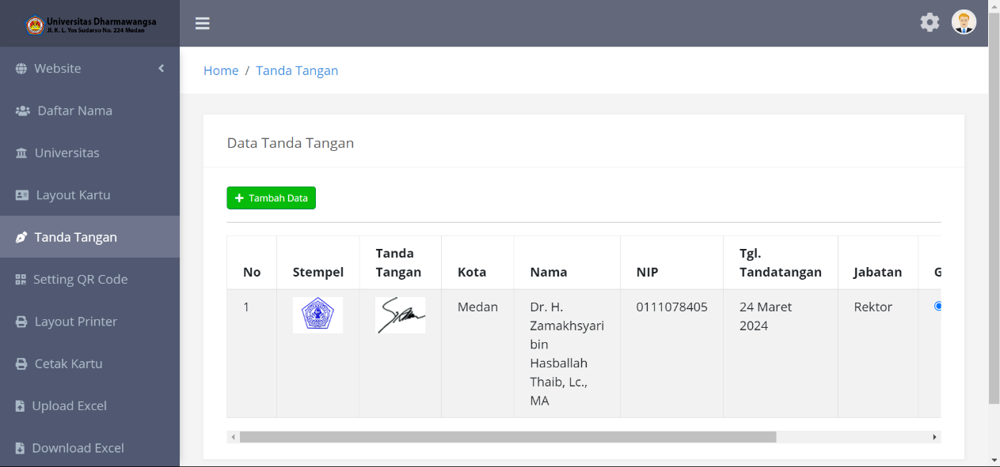 Universitas Dharmawangsa
Jl. K. L. Yos Sudarso No. 224 Medan
Website
Daftar Nama
Universitas
Layout Kartu
Tanda Tangan
Setting QR Code
Layout Printer
Cetak Kartu
Upload Excel
Download Excel
Home / Tanda Tangan
Data Tanda Tangan
+ Tambah Data
No
Stempel
Tanda
Tangan
Kota
Nama
NIP
Tgl.
Tandatangan
Jabatan
G
1
Medan
Dr. H.
Zamakhsyari
bin
Hasballah
Thaib, Lc.,
MA
0111078405
24 Maret
2024
Rektor